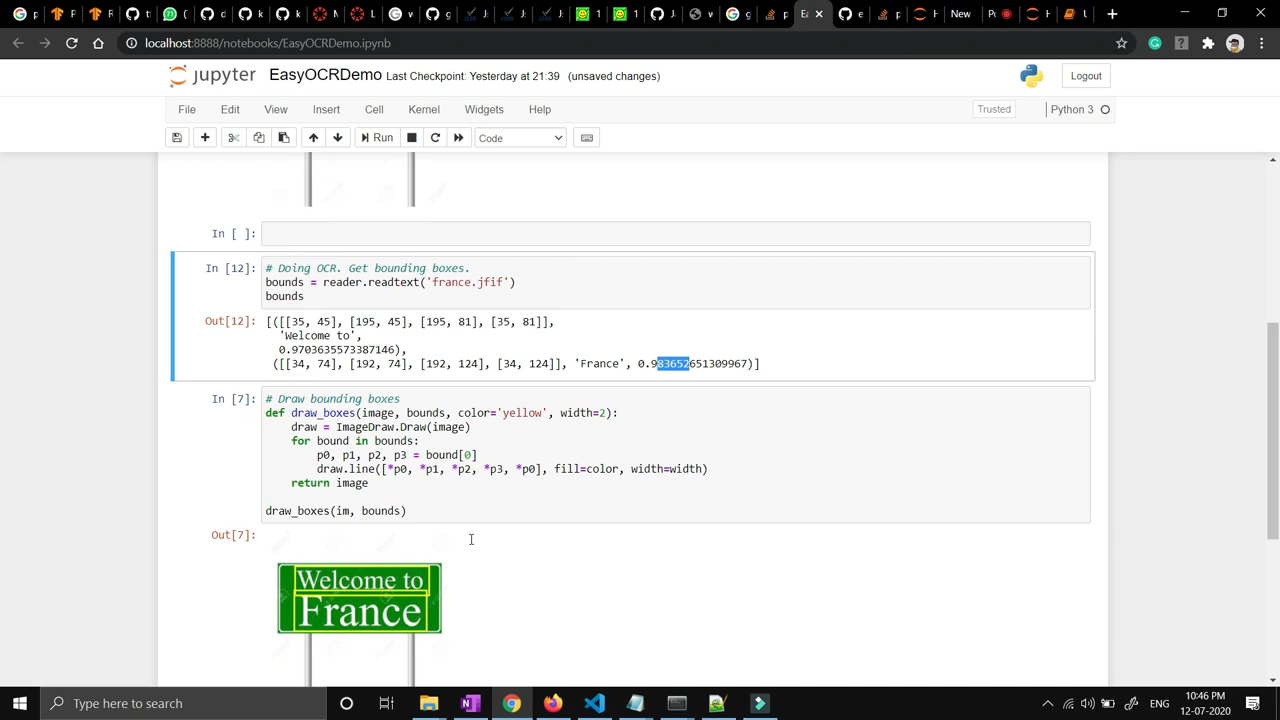 localhost:8888/notebooks/EasyOCRDemo.ipynb
jupyter EasyOCRDemo Last Checkpoint: Yesterday at 21:39 (unsaved changes)
Logout
File Edit View Insert Cell Kernel Widgets Help
Trusted
Python 3
Run
Code
In [ ]:
In [12]:
# Doing OCR. Get bounding boxes.
bounds = reader.readtext('france.jfif')
bounds
Out[12]:
[([[35, 45], [195, 45], [195, 81], [35, 81]],
'Welcome to',
0.9703635573387146),
([[34, 74], [192, 74], [192, 124], [34, 124]], 'France', 0.983652651309967)]
In [7]:
# Draw bounding boxes
def draw_boxes(image, bounds, color='yellow', width=2):
draw = ImageDraw.Draw(image)
for bound in bounds:
p0, p1, p2, p3 = bound[0]
draw.line([*p0, *p1, *p2, *p3, *p0], fill=color, width=width)
return image
draw_boxes(im, bounds)
Out[7]:
Welcome to
France
Type here to search
ENG
10:46 PM
12-07-2020